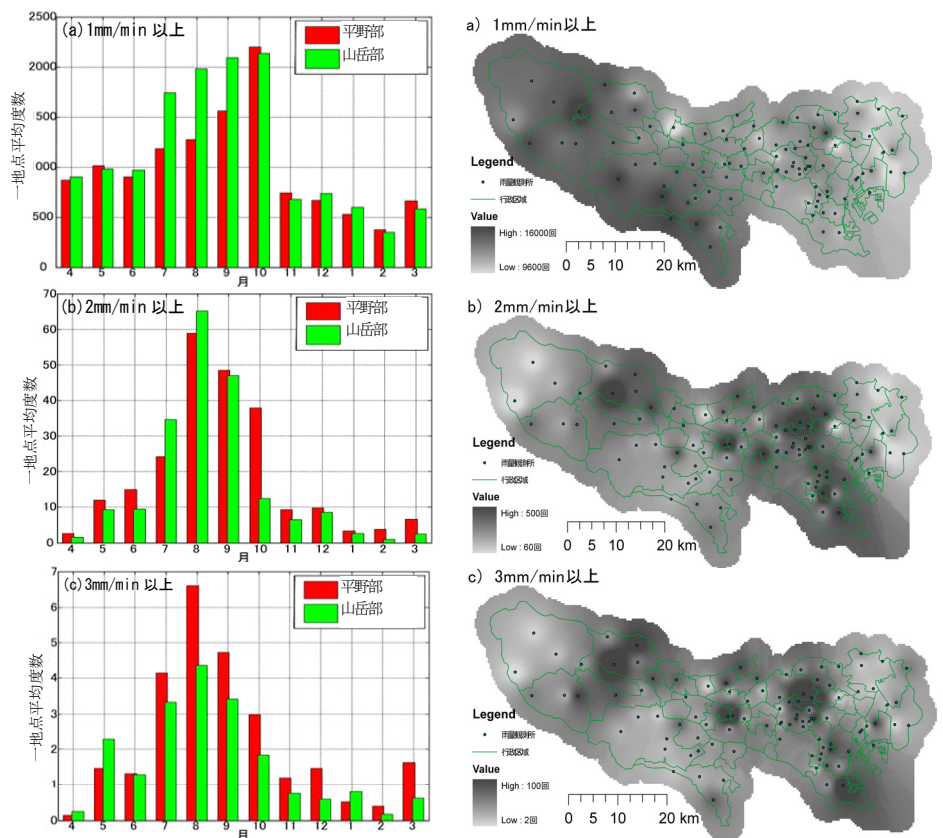 (a)1mm/min 以上
平野部
山岳部
一地点平均度数
2500
2000
1500
000
500
0
4 5 6 7 8 9 10 11 12 1 2 3
月
(b)2mm/min 以上
平野部
山岳部
一地点平均度数
70
60
50
40
30
20
10
0
4 5 6 7 8 9 10 11 12 1 2 3
月
(c)3mm/min 以上
平野部
山岳部
一地点平均度数
7
6
5
4
3
2
1
0
4 5 6 7 8 9 10 11 12 1 2 3
月
a) 1mm/min以上
Legend
雨量観測所
行政区域
Value
High : 16000回
Low : 9600回
0 5 10 20 km
b) 2mm/min以上
Legend
雨量観測所
行政区域
Value
High : 500回
Low : 60回
0 5 10 20 km
c) 3mm/min以上
Legend
雨量観測所
行政区域
Value
High : 100回
Low : 2回
0 5 10 20 km